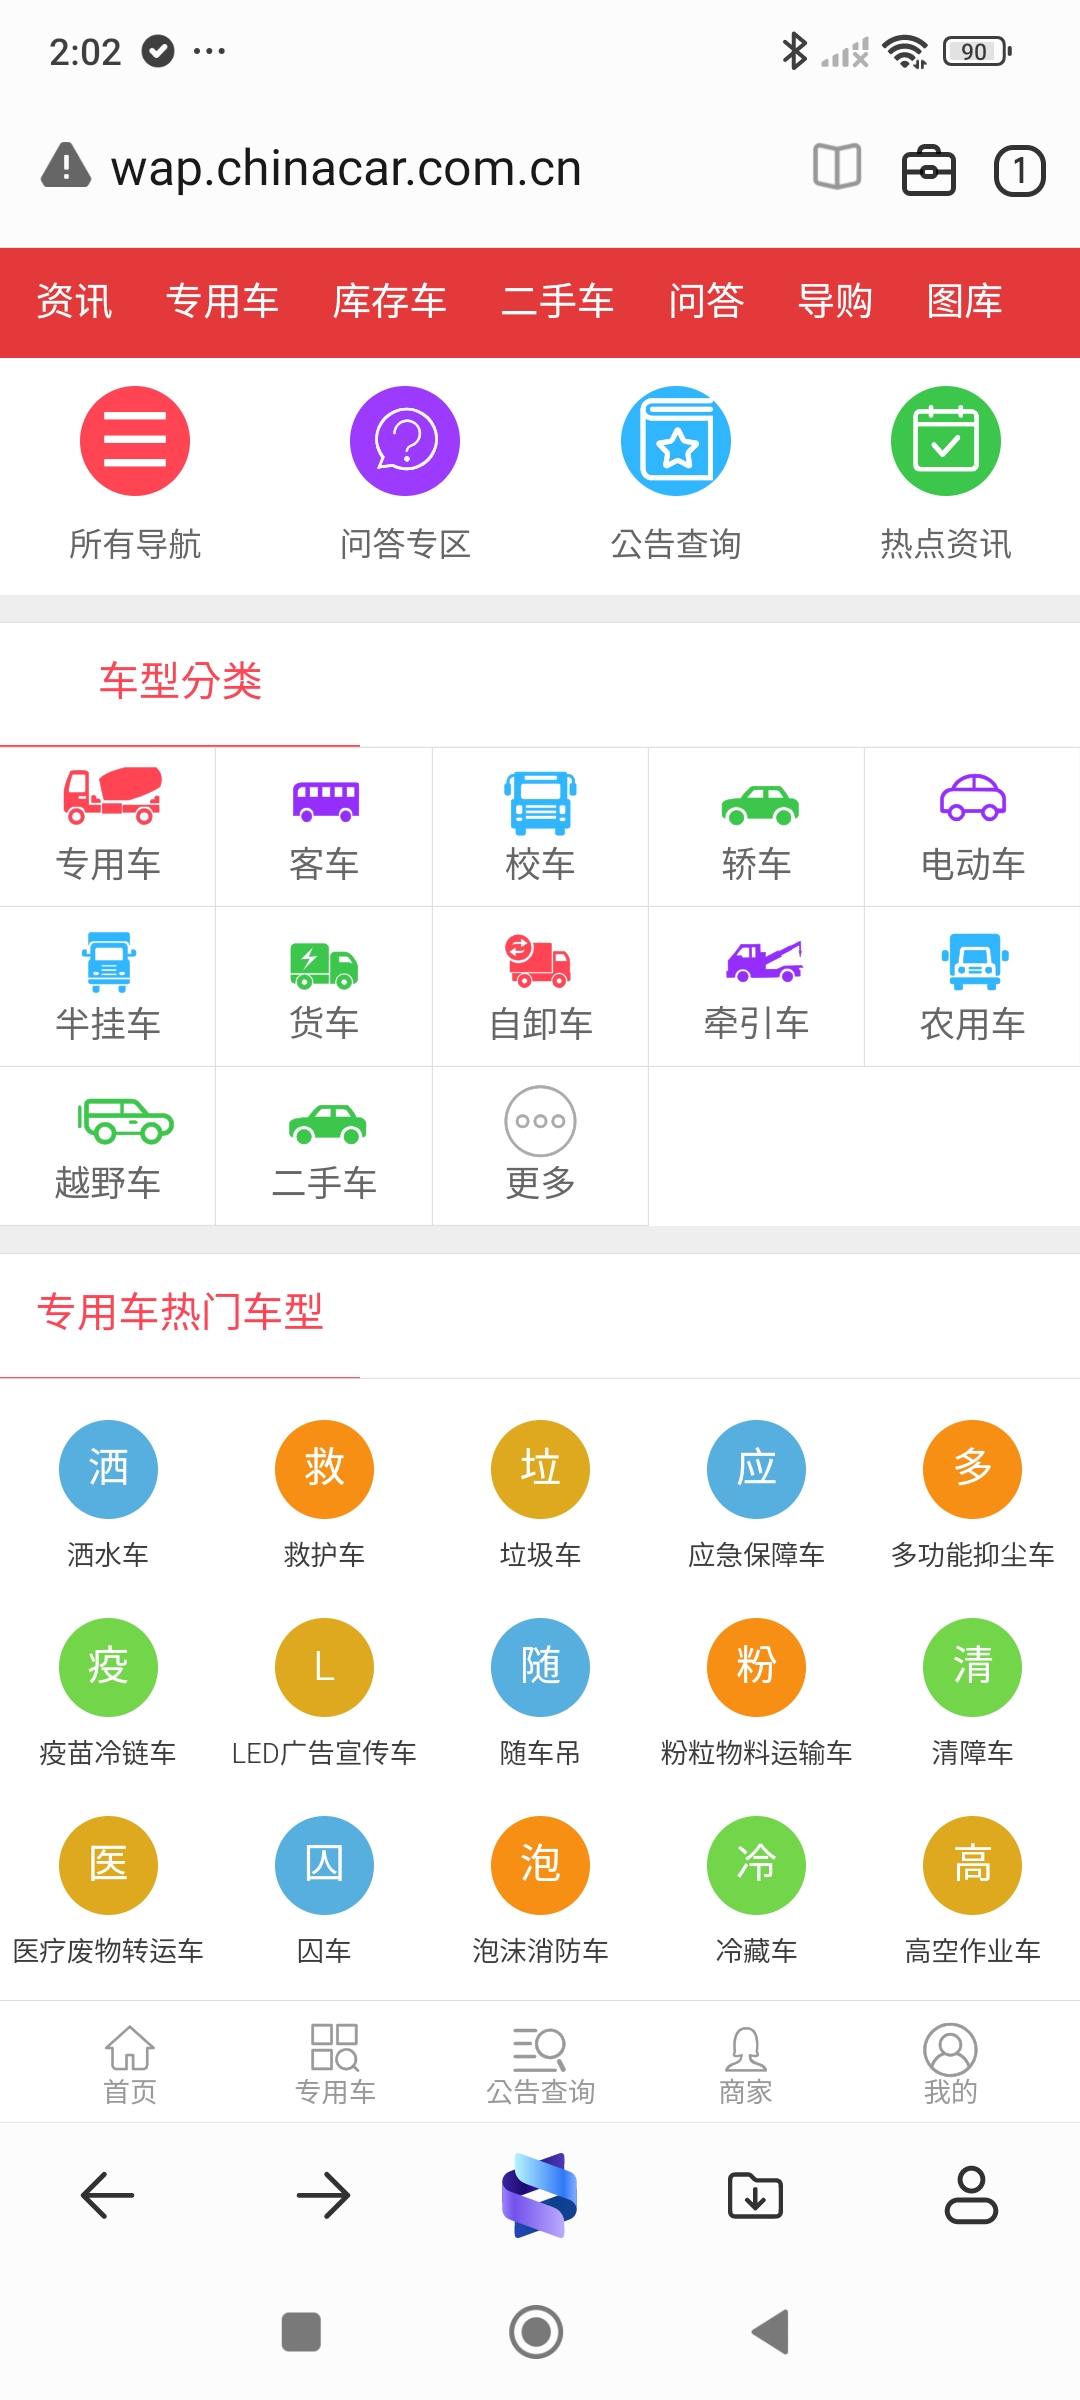 2:02
90
wap.chinacar.com.cn
1
资讯 专用车 库存车 二手车 问答 导购 图库
所有导航 问答专区 公告查询 热点资讯
车型分类
专用车 客车 校车 轿车 电动车
半挂车 货车 自卸车 牵引车 农用车
越野车 二手车 更多
专用车热门车型
洒 救 垃 应 多
洒水车 救护车 垃圾车 应急保障车 多功能抑尘车
疫 L 随 粉 清
疫苗冷链车 LED广告宣传车 随车吊 粉粒物料运输车 清障车
医 囚 泡 冷 高
医疗废物转运车 囚车 泡沫消防车 冷藏车 高空作业车
首页 专用车 公告查询 商家 我的